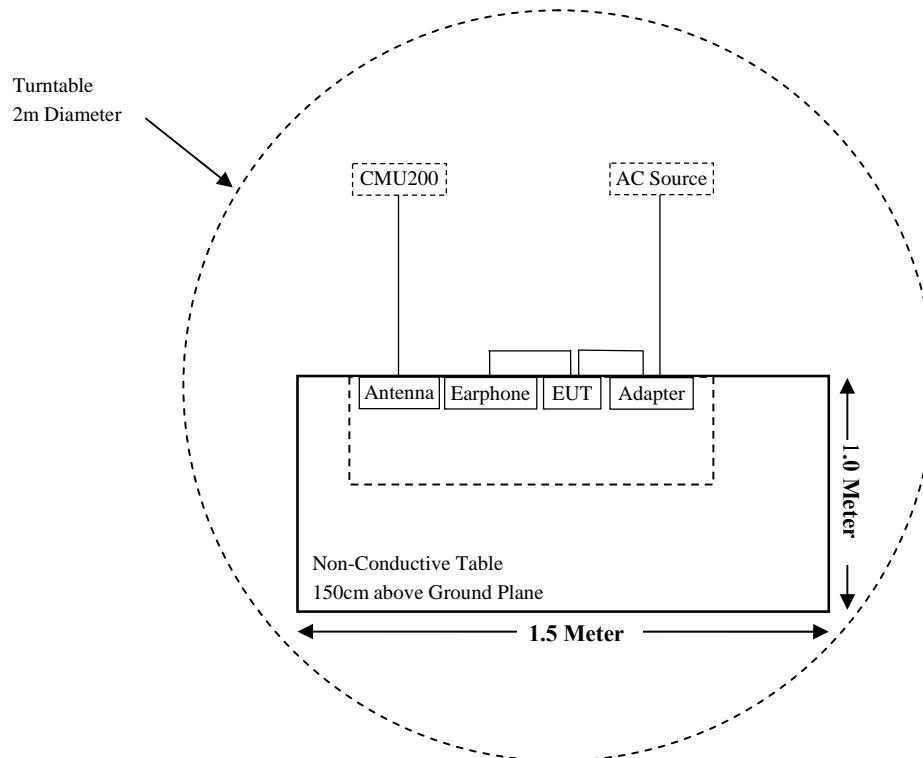 Turntable
2m Diameter
CMU200
AC Source
Antenna
Earphone
EUT
Adapter
1.0 Meter
Non-Conductive Table
150cm above Ground Plane
1.5 Meter